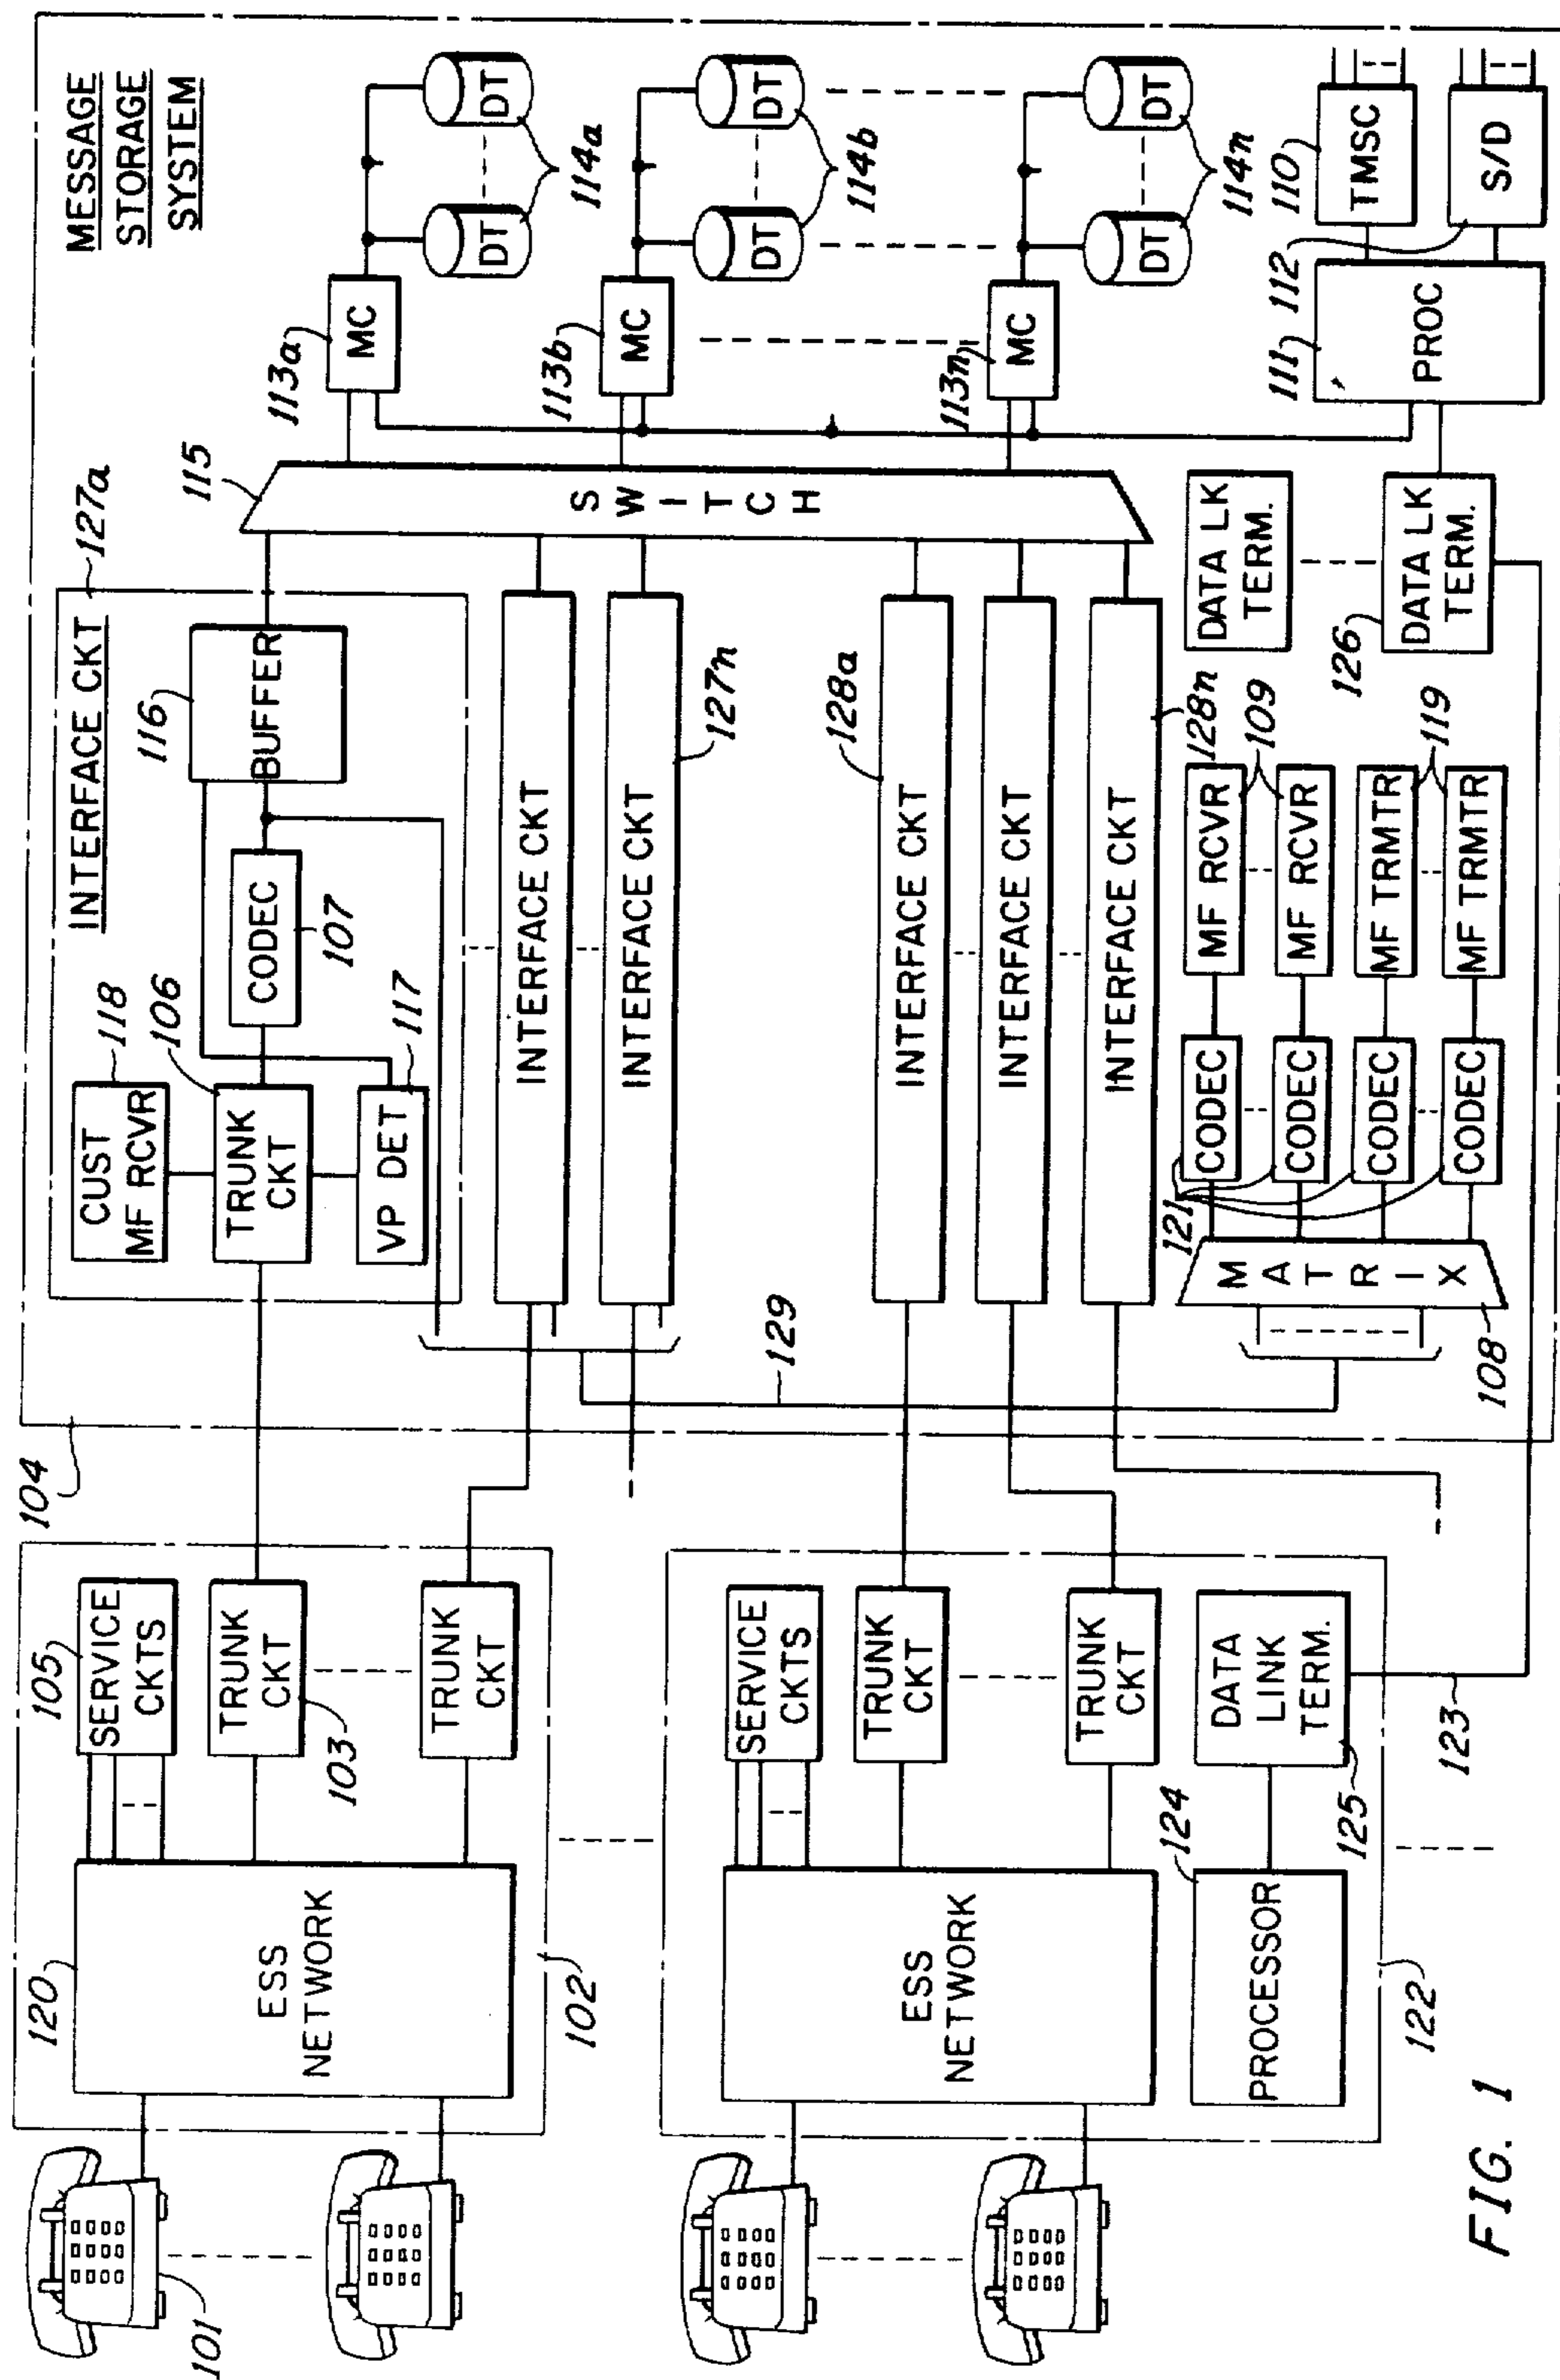 MESSAGE
STORAGE
SYSTEM
INTERFACE CKT
127a
104
120
ESS
NETWORK
102
105
SERVICE
CKTS
TRUNK
CKT
103
TRUNK
CKT
101
CUST
MF RCVR
118
TRUNK
CKT
106
VP DET
117
CODEC
107
BUFFER
116
INTERFACE CKT
INTERFACE CKT
127n
115
SWITCH
113a
MC
DT
DT
114a
113b
MC
DT
DT
114b
113n
MC
DT
DT
114n
129
ESS
NETWORK
SERVICE
CKTS
TRUNK
CKT
TRUNK
CKT
124
PROCESSOR
DATA
LINK
TERM.
125
122
123
INTERFACE CKT
128a
INTERFACE CKT
INTERFACE CKT
128n
MATRIX
108
121
CODEC
MF RCVR
CODEC
MF RCVR
109
CODEC
MF TRMTR
CODEC
MF TRMTR
119
DATA LK
TERM.
126
DATA LK
TERM.
111
PROC
112
110
TMSC
S/D
FIG. 1